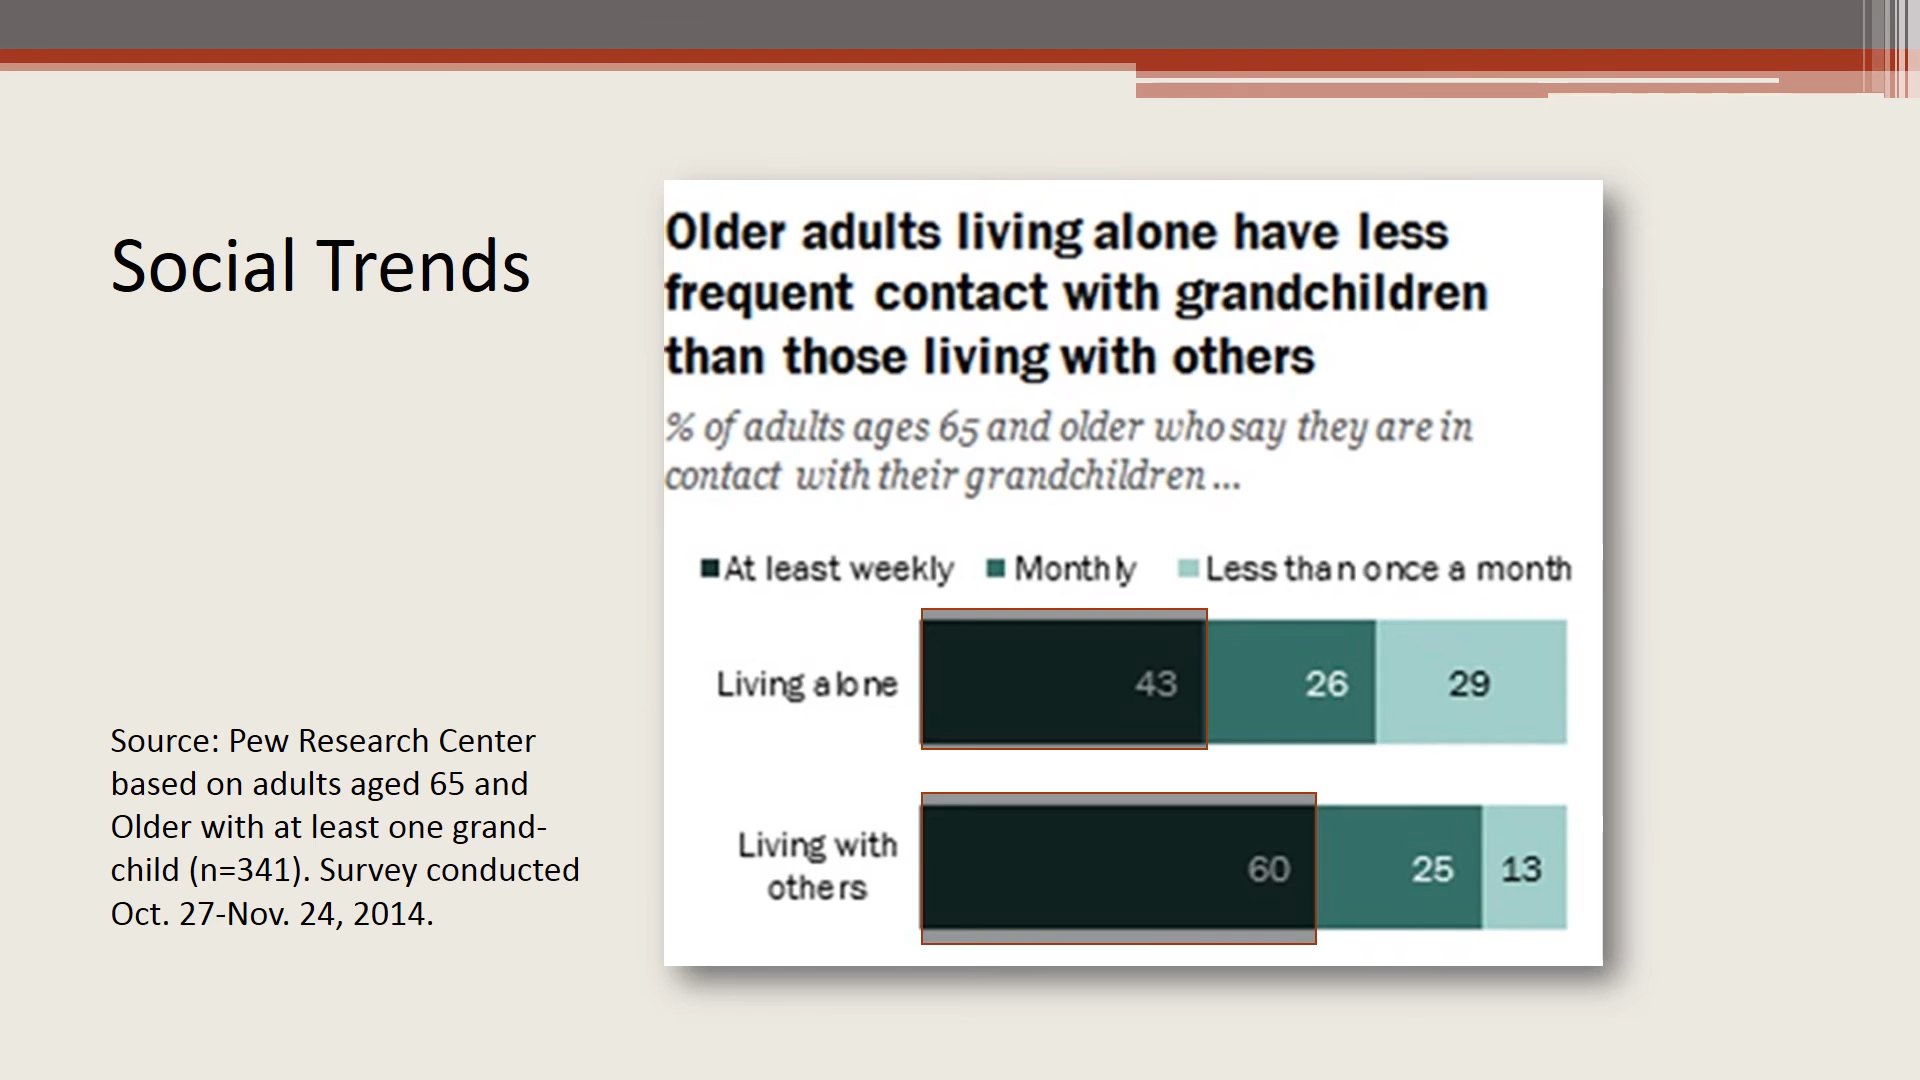 Social Trends
Older adults living alone have less
frequent contact with grandchildren
than those living with others
% of adults ages 65 and older who say they are in
contact with their grandchildren ...
At least weekly Monthly Less than once a month
Living alone 43 26 29
Living with
others
60 25 13
Source: Pew Research Center
based on adults aged 65 and
Older with at least one grand-
child (n=341). Survey conducted
Oct. 27-Nov. 24, 2014.